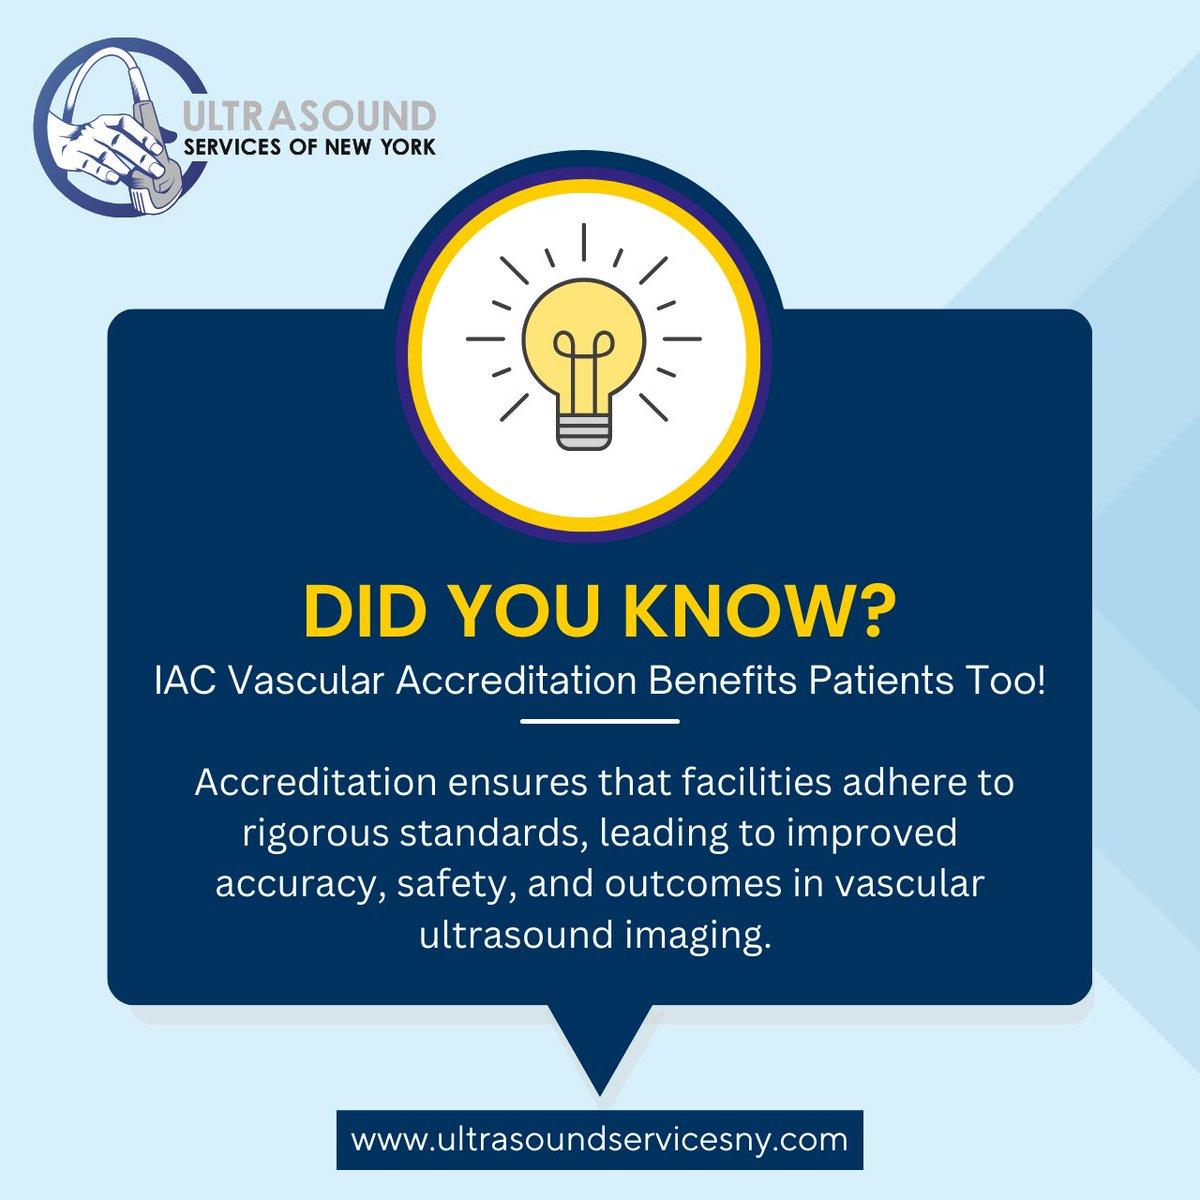 ULTRASOUND
SERVICES OF NEW YORK
DID YOU KNOW?
IAC Vascular Accreditation Benefits Patients Too!
Accreditation ensures that facilities adhere to
rigorous standards, leading to improved
accuracy, safety, and outcomes in vascular
ultrasound imaging.
www.ultrasoundservicesny.com